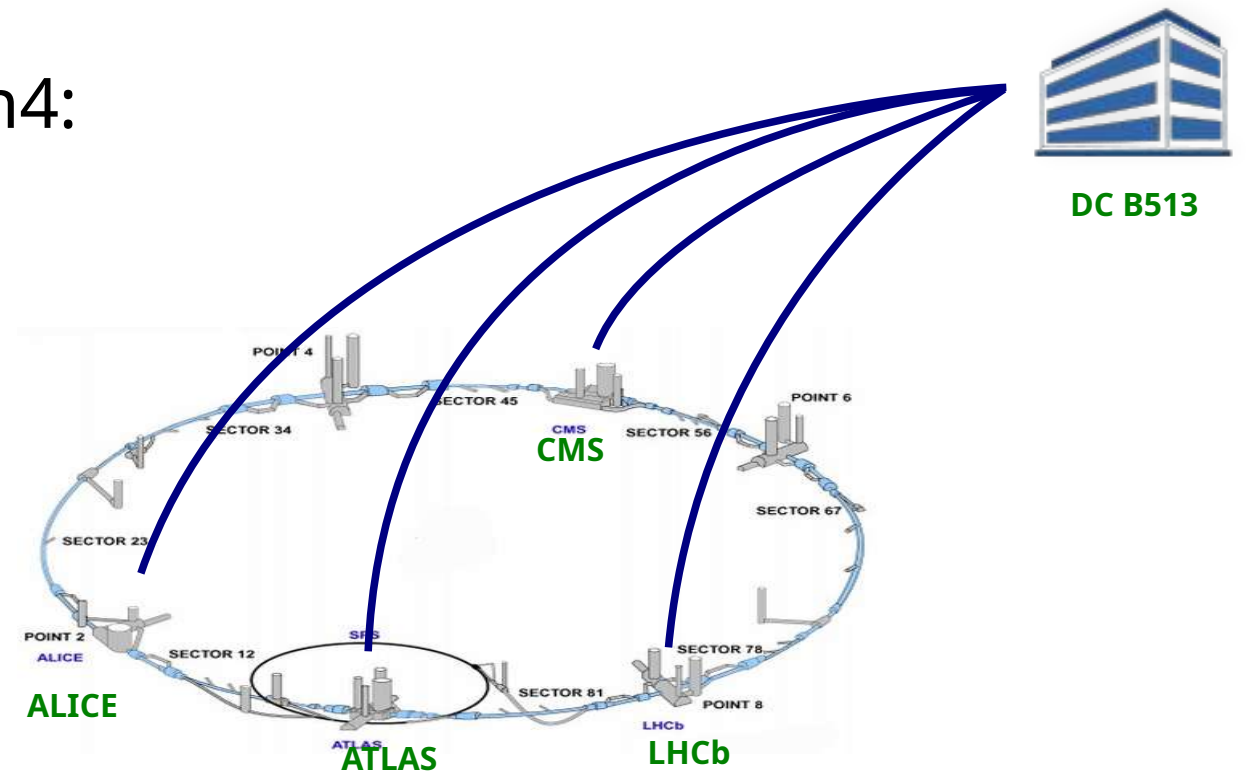 n4:
DC B513
POINT 4
POINT 6
SECTOR 45
SECTOR 34
CMS
SECTOR 56
CMS
SECTOR 67
SECTOR 23
POINT 2
SPS
ALICE
SECTOR 12
SECTOR 78
SECTOR 81
POINT 8
ALICE
LHCb
ATLAS
ATLAS
LHCb